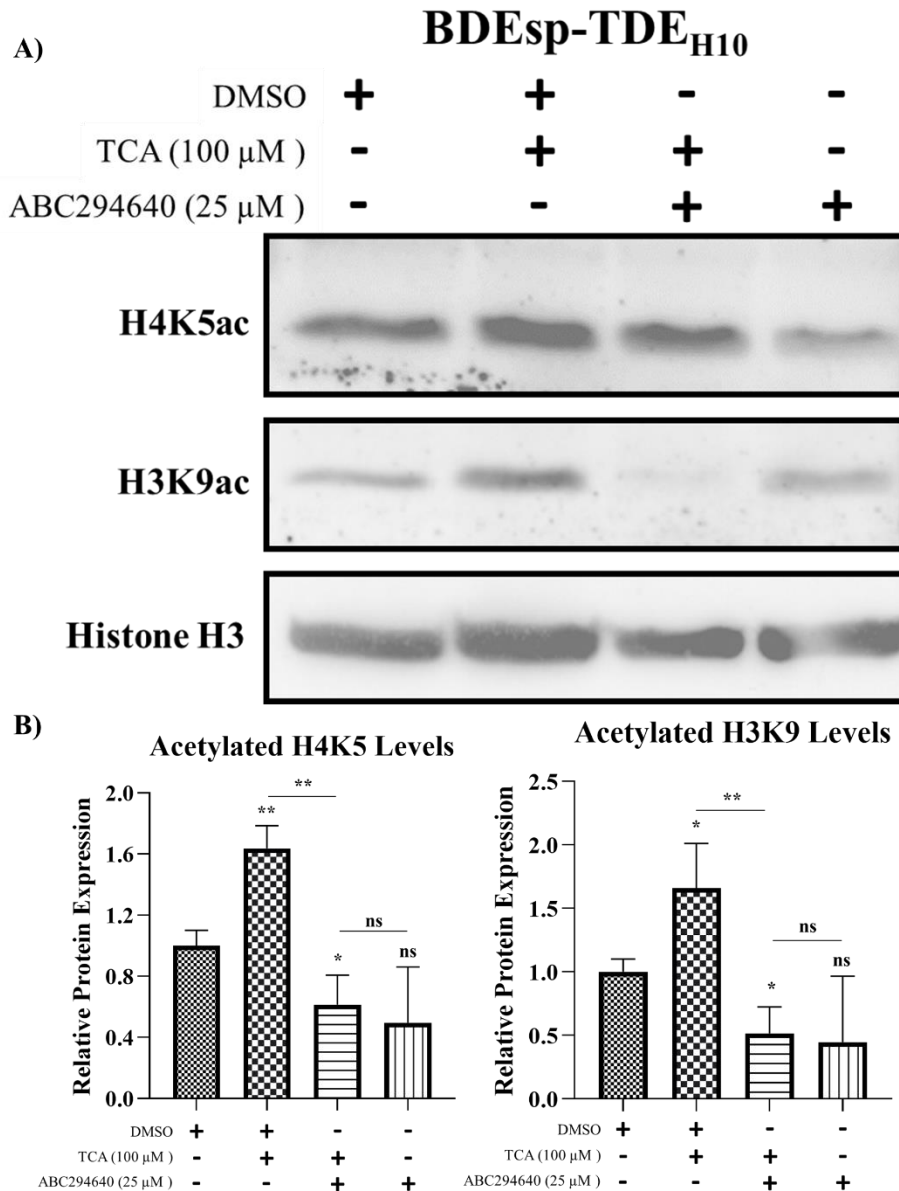 A)
BDEsp-TDEH10
DMSO + + - -
TCA (100 µM ) - + + -
ABC294640 (25 µM ) - - + +
H4K5ac
H3K9ac
Histone H3
B)
Acetylated H4K5 Levels
Relative Protein Expression
2.0
1.6
1.2
0.8
0.4
0.0
**
**
*
ns
ns
DMSO + + - -
TCA (100 µM ) - + + -
ABC294640 (25 µM ) - - + +
Acetylated H3K9 Levels
Relative Protein Expression
2.5
2.0
1.5
1.0
0.5
0.0
*
**
*
ns
ns
DMSO + + - -
TCA (100 µM ) - + + -
ABC294640 (25 µM ) - - + +